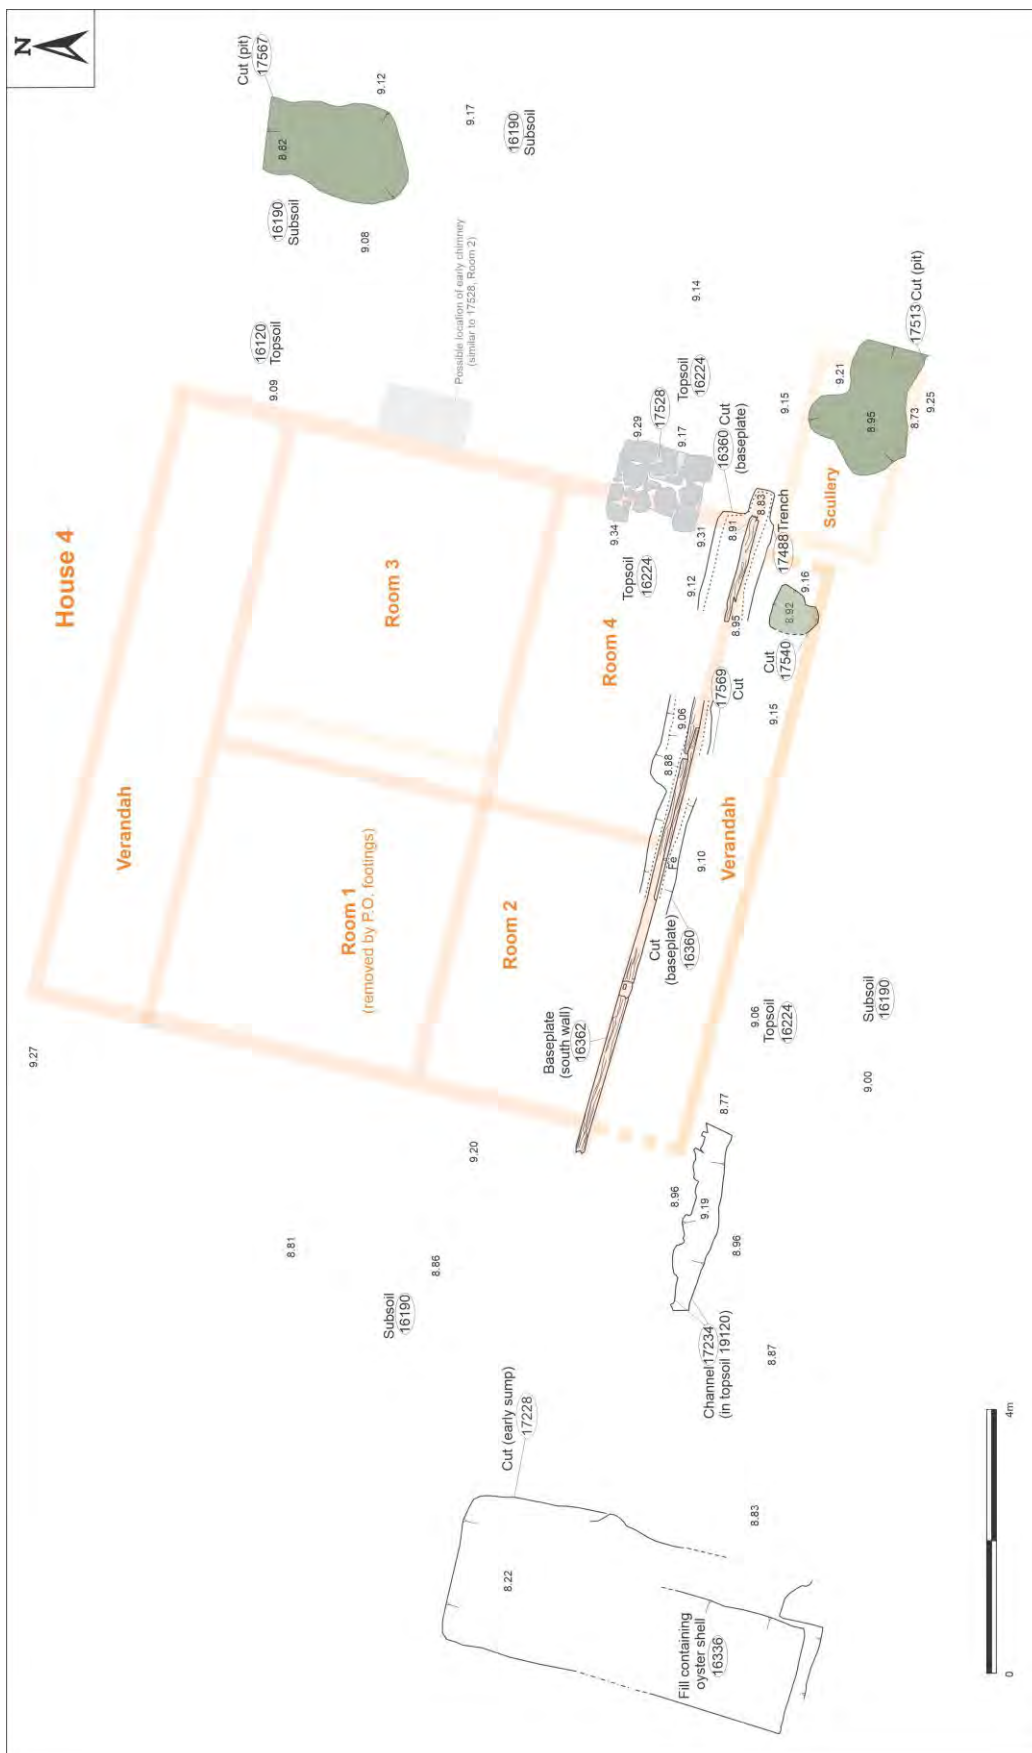 N
House 4
Cut (pit)
17567
8.82
9.12
9.17
16190
Subsoil
16190
Subsoil
9.08
16120
Topsoil
9.09
Possible location of early chimney
(similar to 17528, Room 2)
9.14
Verandah
Room 3
Room 1
(removed by P.O. footings)
Room 2
Room 4
Topsoil
16224
17528
9.29
9.17
9.34
9.31
Topsoil
16224
16360 Cut
(baseplate)
9.12
8.91
8.83
8.95
17488 Trench
9.15
9.21
8.95
8.73
9.25
17513 Cut (pit)
Scullery
8.92
9.16
Cut
17540
9.15
17569
Cut
9.06
8.88
Fe
9.10
Verandah
Cut
(baseplate)
16360
Baseplate
(south wall)
16362
9.06
Topsoil
16224
Subsoil
16190
9.00
9.27
9.20
8.81
8.86
Subsoil
16190
8.77
8.96
9.19
8.96
Channel 17234
(in topsoil 19120)
8.87
Cut (early sump)
17228
8.22
8.83
Fill containing
oyster shell
16336
0
4m